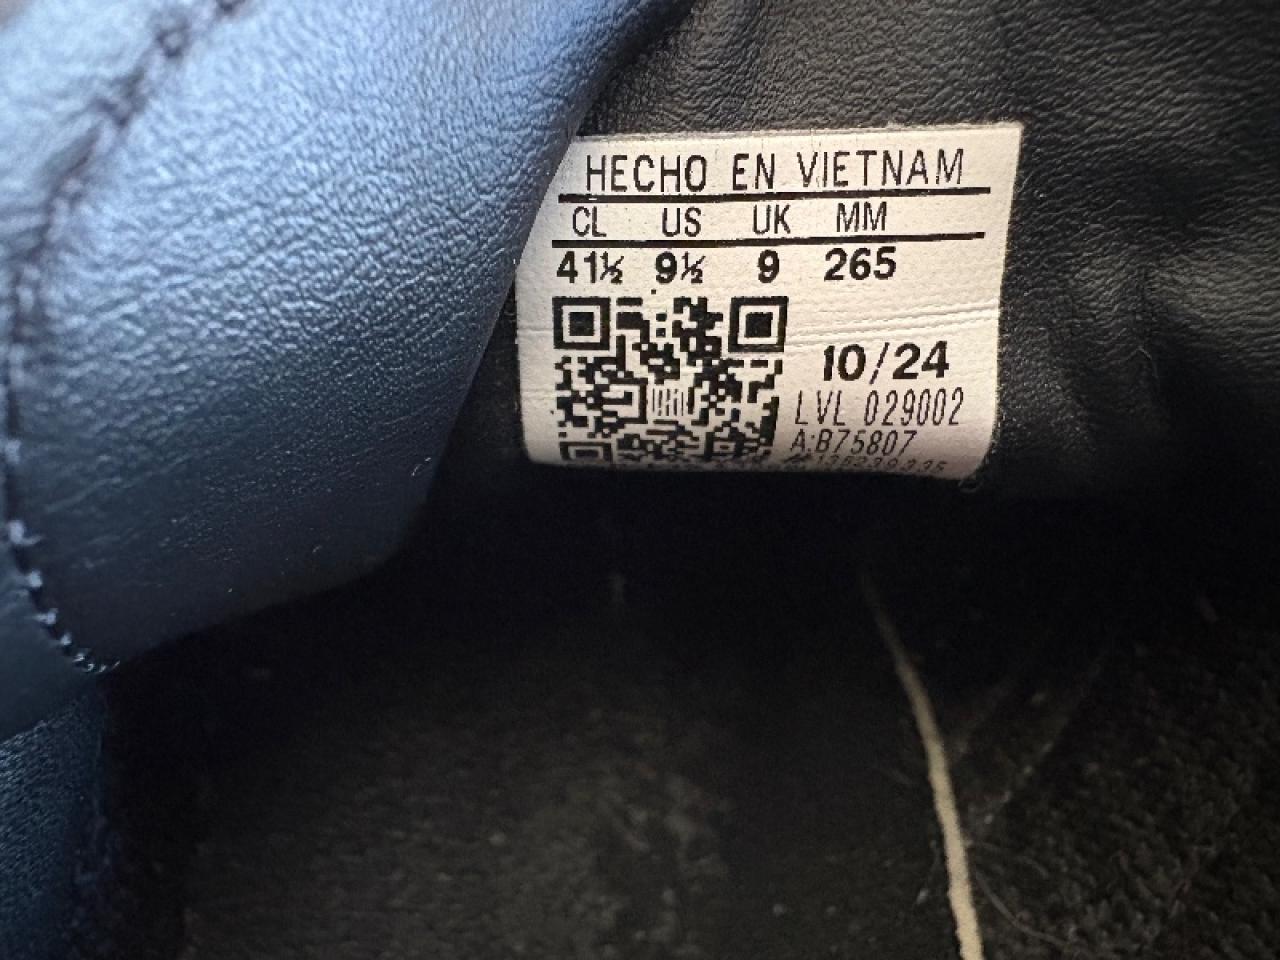 HECHO EN VIETNAM
CL US UK MM
41½ 9½ 9 265
10/24
LVL 029002
A:B75807